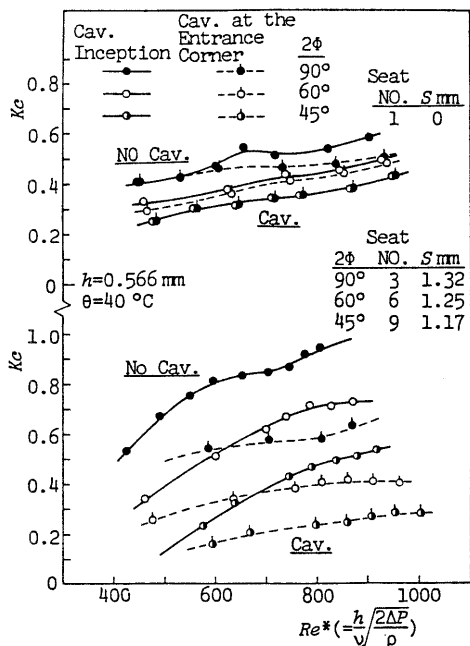 Cav. Inception
Cav. at the Entrance Corner
2Φ
90°
60°
45°
Seat
NO. S mm
1 0
Kc
0.8
0.6
0.4
0.2
0
NO Cav.
Cav.
h=0.566 mm
θ=40 °C
Seat
2Φ NO. S mm
90° 3 1.32
60° 6 1.25
45° 9 1.17
Kc
1.0
0.8
0.6
0.4
0.2
0
No Cav.
Cav.
400 600 800 1000
Re*(=h/ν √(2ΔP/ρ))